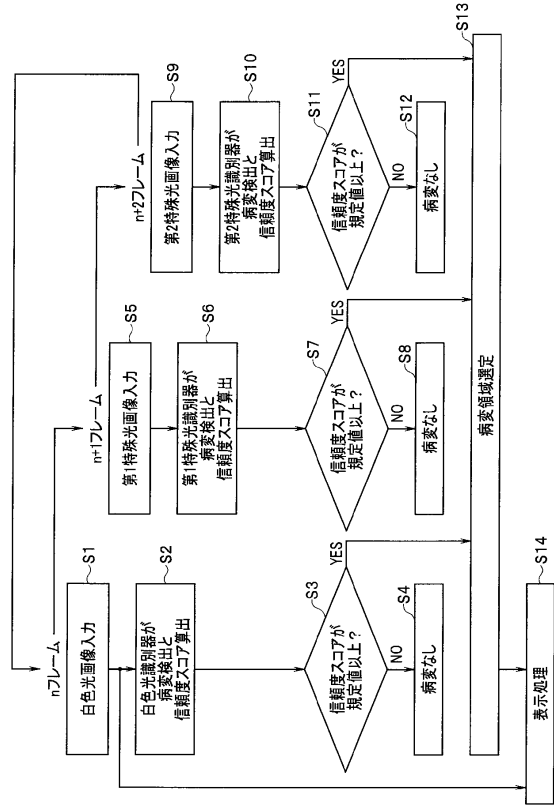 nフレーム
S1
白色光画像入力
S2
白色光識別器が
病変検出と
信頼度スコア算出
S3
信頼度スコアが
規定値以上?
YES
NO
S4
病変なし
n+1フレーム
S5
第1特殊光画像入力
S6
第1特殊光識別器が
病変検出と
信頼度スコア算出
S7
信頼度スコアが
規定値以上?
YES
NO
S8
病変なし
n+2フレーム
S9
第2特殊光画像入力
S10
第2特殊光識別器が
病変検出と
信頼度スコア算出
S11
信頼度スコアが
規定値以上?
YES
NO
S12
病変なし
S13
病変領域選定
S14
表示処理